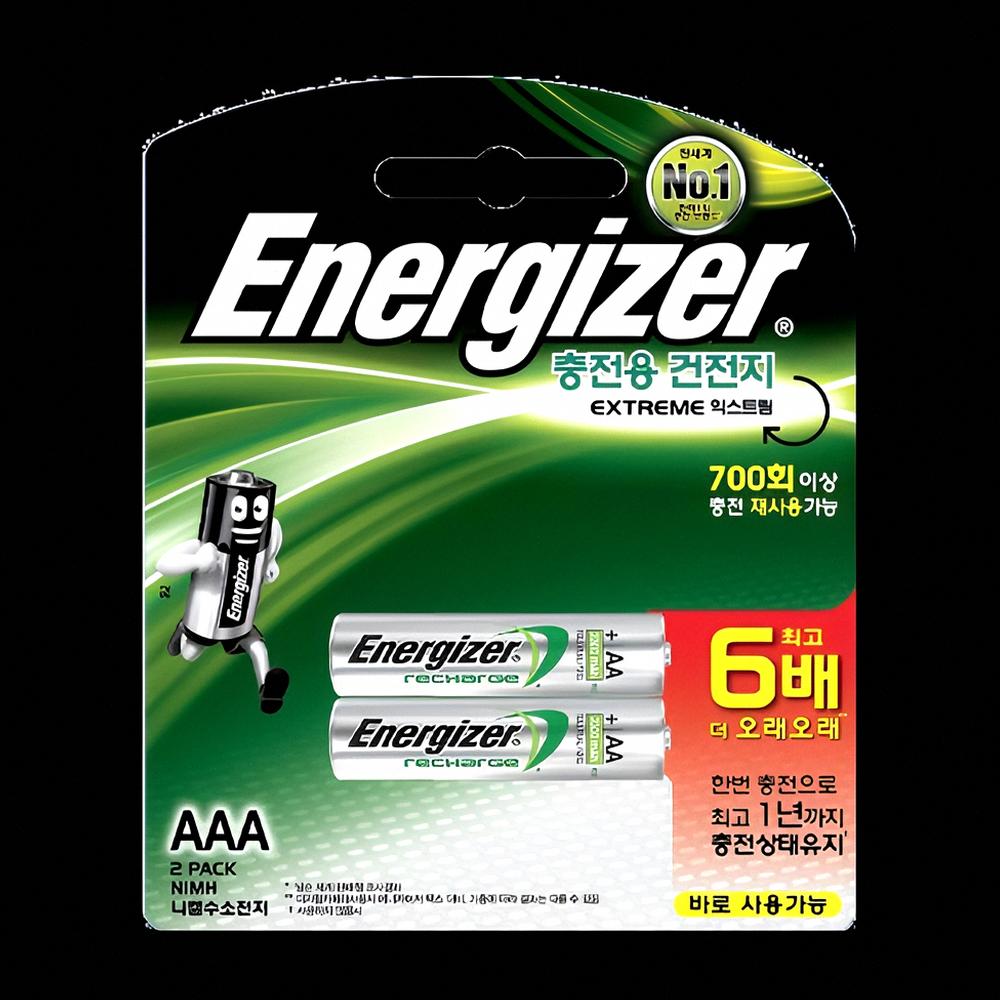 전세계
No.1
Energizer®
충전용 건전지
EXTREME 익스트림
700회 이상
충전 재사용가능
Energizer
Energizer
recharge
+ AA
Energizer
recharge
+ AA
최고
6배
더 오래오래
한번 충전으로
최고 1년까지
충전상태유지
AAA
2 PACK
NIMH
니켈수소전지
바로 사용가능